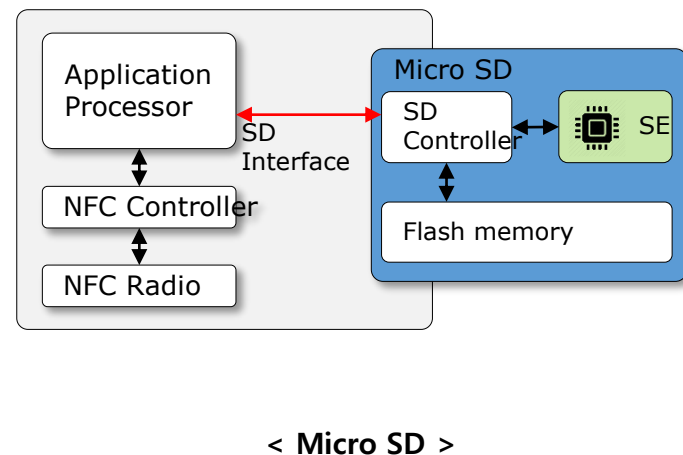 Application
Processor
SD
Interface
NFC Controller
NFC Radio
Micro SD
SD
Controller
SE
Flash memory
< Micro SD >